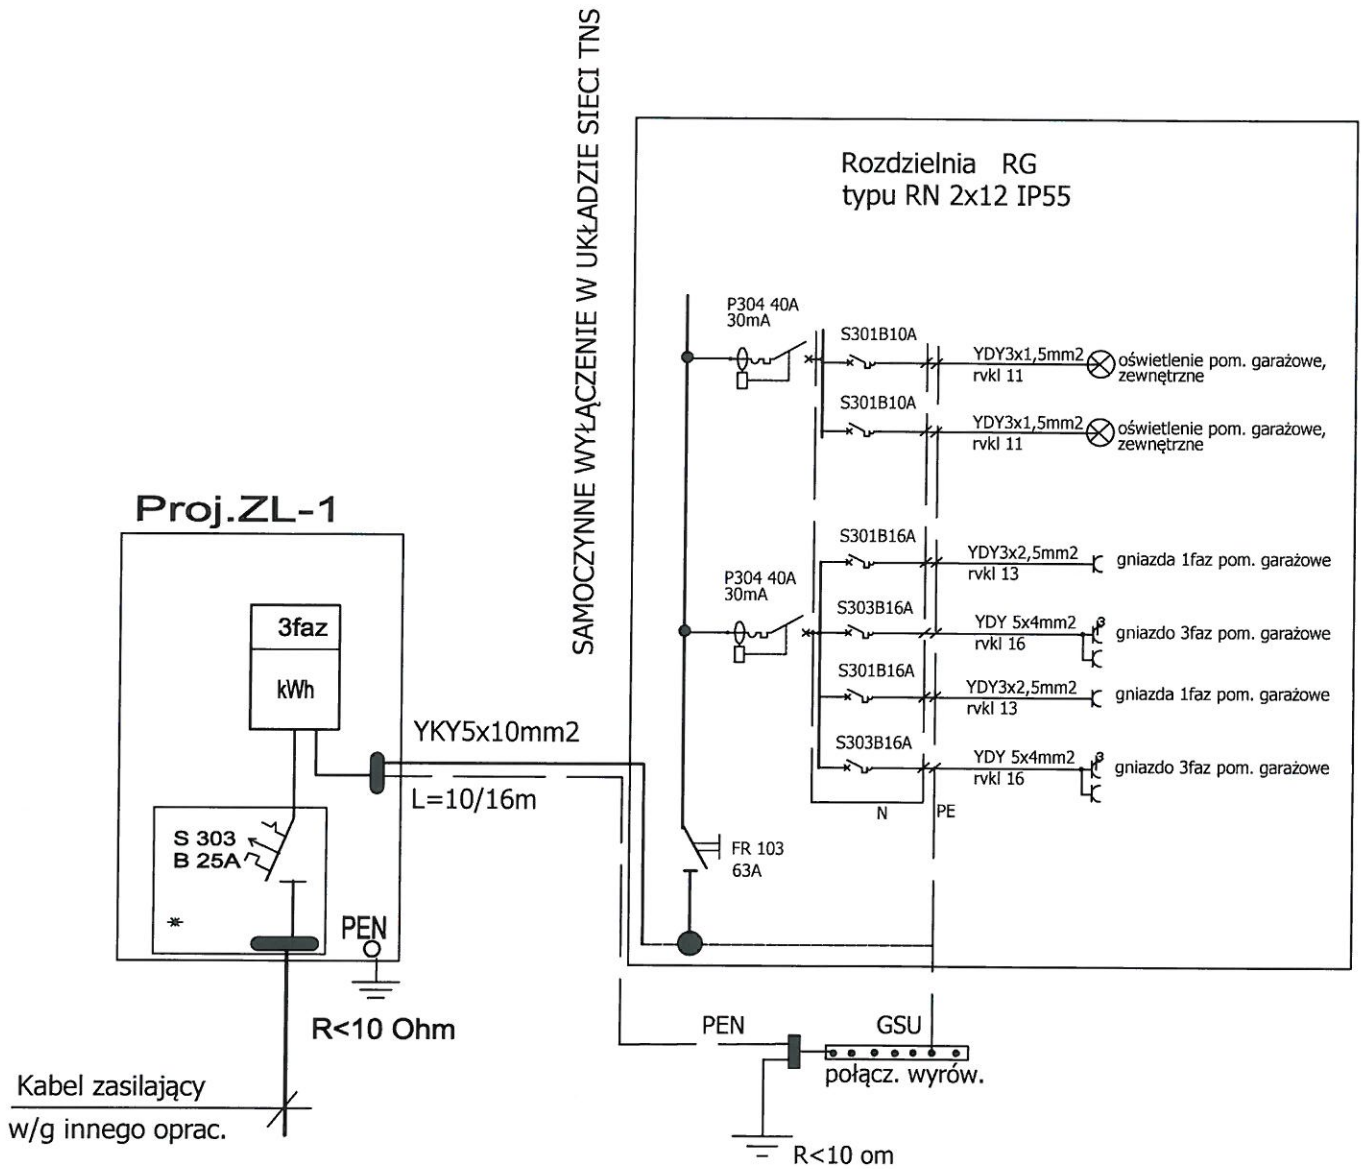 SAMOCZYNNE WYŁĄCZENIE W UKŁADZIE SIECI TNS
Rozdzielnia RG
typu RN 2x12 IP55
P304 40A
30mA
S301B10A
YDY3x1,5mm2
rvkl 11
oświetlenie pom. garażowe,
zewnętrzne
S301B10A
YDY3x1,5mm2
rvkl 11
oświetlenie pom. garażowe,
zewnętrzne
P304 40A
30mA
S301B16A
YDY3x2,5mm2
rvkl 13
gniazda 1faz pom. garażowe
S303B16A
YDY 5x4mm2
rvkl 16
3
gniazdo 3faz pom. garażowe
S301B16A
YDY3x2,5mm2
rvkl 13
gniazda 1faz pom. garażowe
S303B16A
YDY 5x4mm2
rvkl 16
3
gniazdo 3faz pom. garażowe
N
PE
FR 103
63A
Proj.ZL-1
3faz
kWh
YKY5x10mm2
L=10/16m
S 303
B 25A
*
PEN
R<10 Ohm
PEN
GSU
połącz. wyrów.
R<10 om
Kabel zasilający
w/g innego oprac.